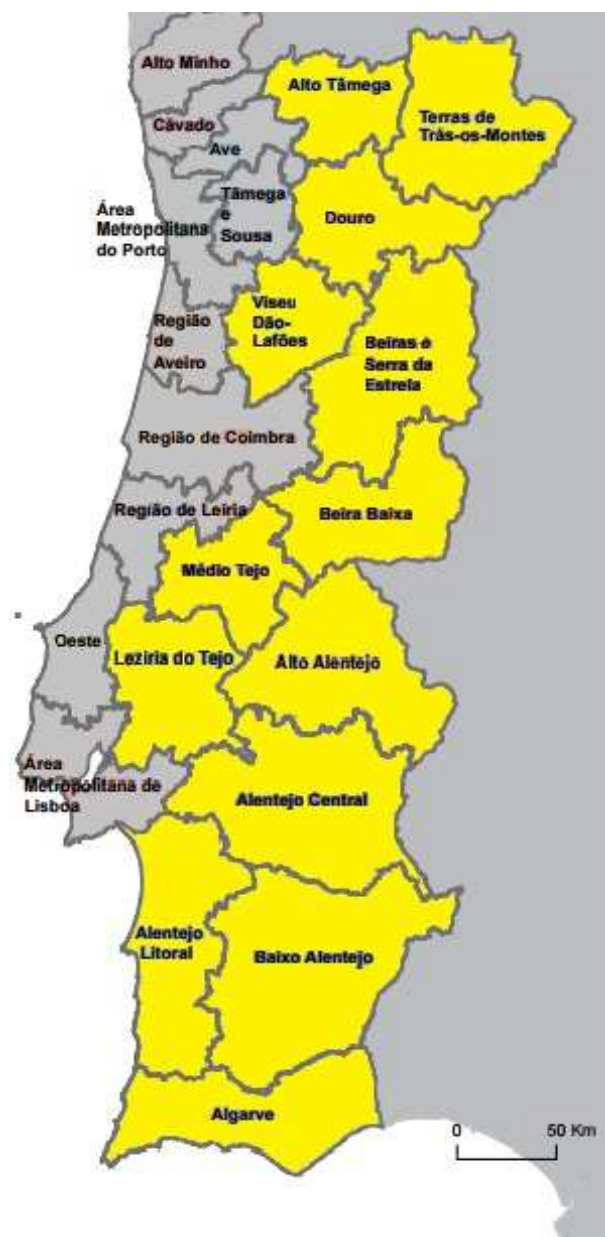 Alto Minho
Alto Tâmega
Terras de
Trás-os-Montes
Cávado
Ave
Tâmega
e
Sousa
Área
Metropolitana
do Porto
Douro
Viseu
Dão-
Lafões
Região
de
Aveiro
Beiras e
Serra da
Estrela
Região de Coimbra
Região de Leiria
Beira Baixa
Médio Tejo
Oeste
Leziria do Tejo
Alto Alentejo
Área
Metropolitana de
Lisboa
Alentejo Central
Alentejo
Litoral
Baixo Alentejo
Algarve
0 50 Km